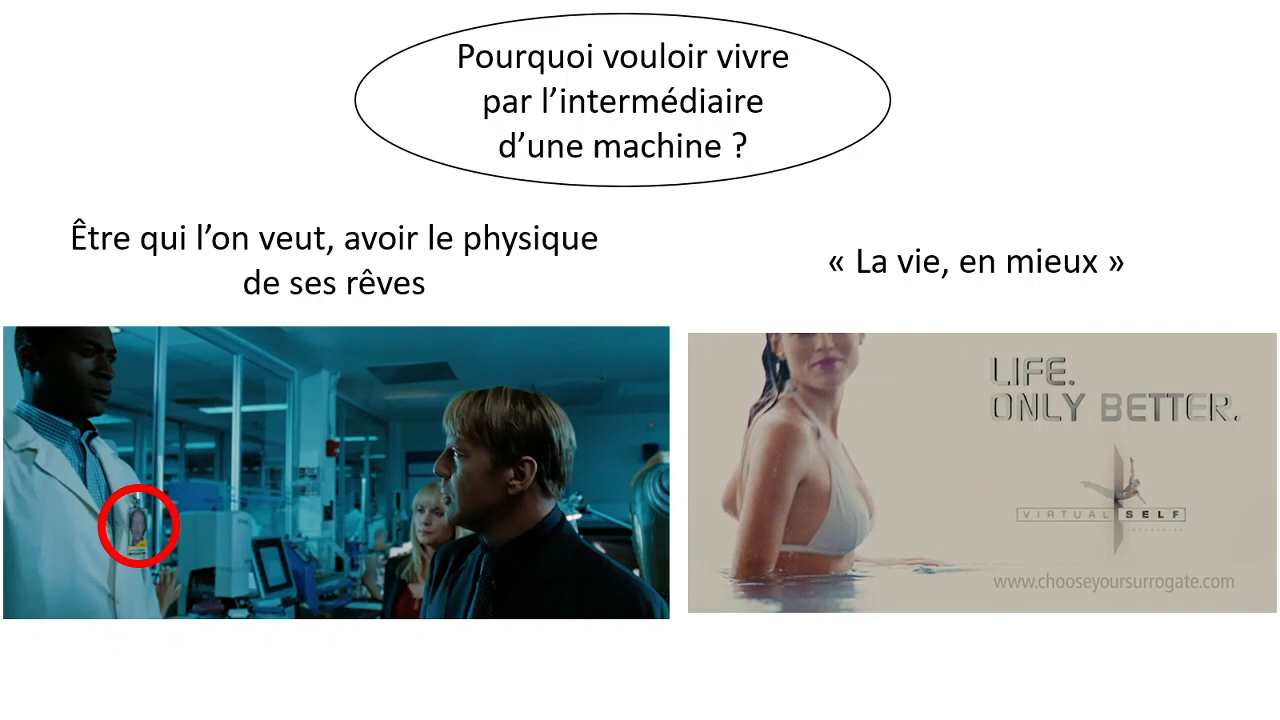 Pourquoi vouloir vivre
par l’intermédiaire
d’une machine ?
Être qui l’on veut, avoir le physique
de ses rêves
« La vie, en mieux »
LIFE.
ONLY BETTER.
VIRTUAL SELF
www.chooseyoursurrogate.com